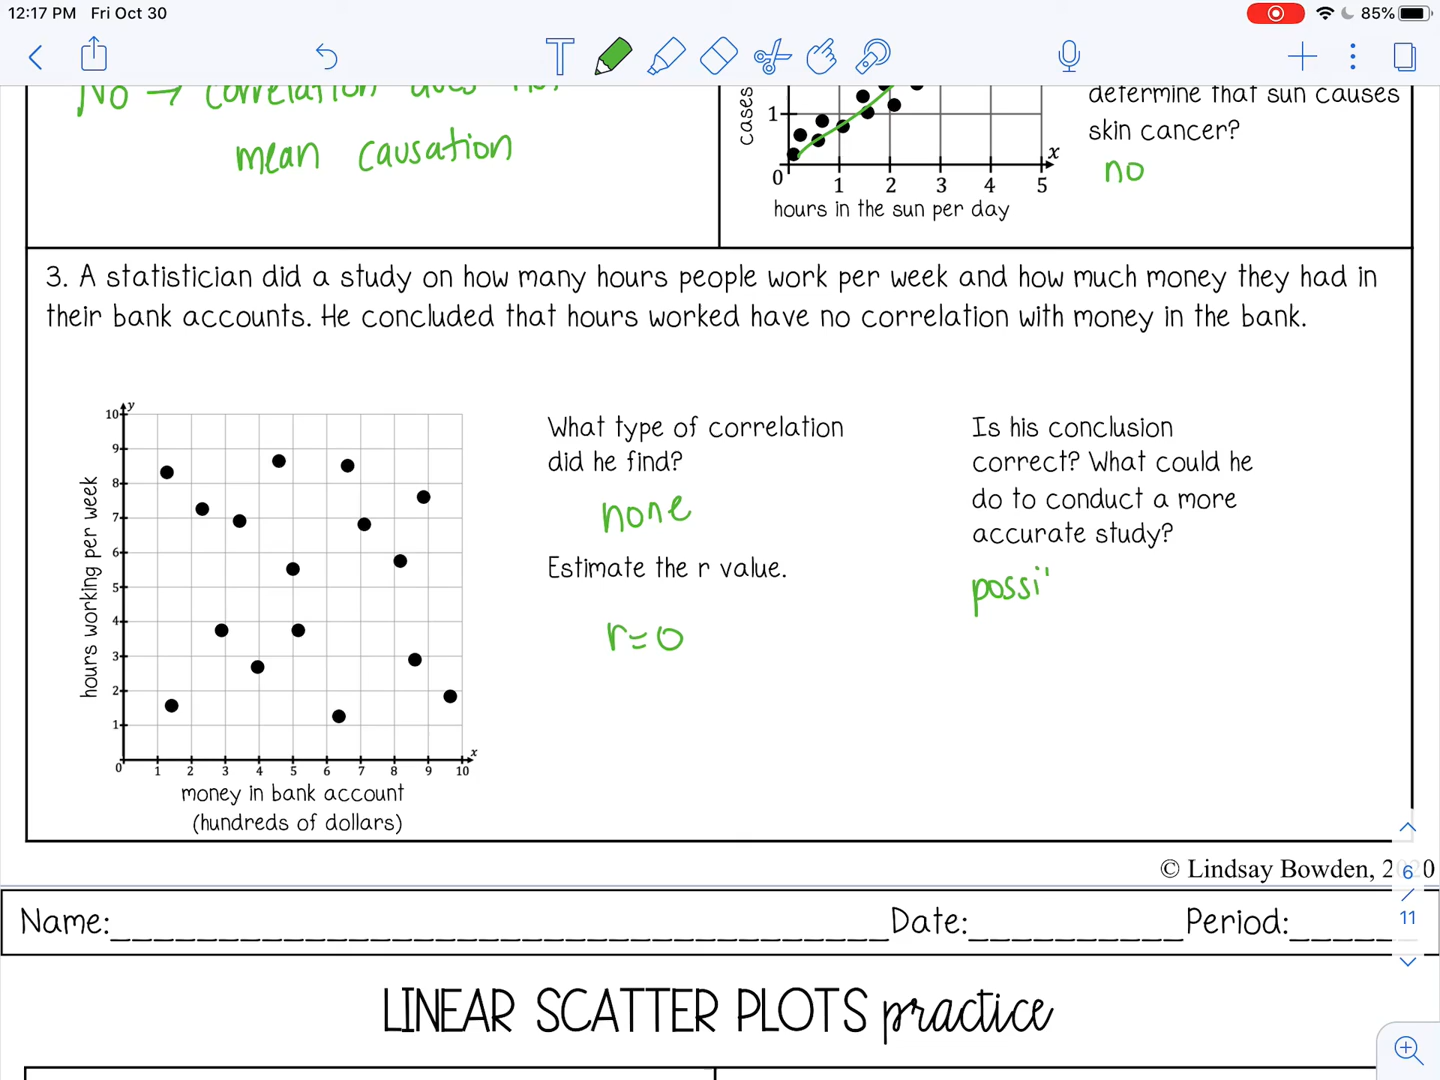 12:17 PM Fri Oct 30
85%
T
No → correlation does not
mean causation
cases
1
0 1 2 3 4 5
x
hours in the sun per day
determine that sun causes
skin cancer?
no
3. A statistician did a study on how many hours people work per week and how much money they had in
their bank accounts. He concluded that hours worked have no correlation with money in the bank.
y
10
9
8
7
6
5
4
3
2
1
0 1 2 3 4 5 6 7 8 9 10
x
hours working per week
money in bank account
(hundreds of dollars)
What type of correlation
did he find?
none
Estimate the r value.
r=0
Is his conclusion
correct? What could he
do to conduct a more
accurate study?
possi'
© Lindsay Bowden, 2020
6
/
11
Name: Date: Period:
LINEAR SCATTER PLOTS practice